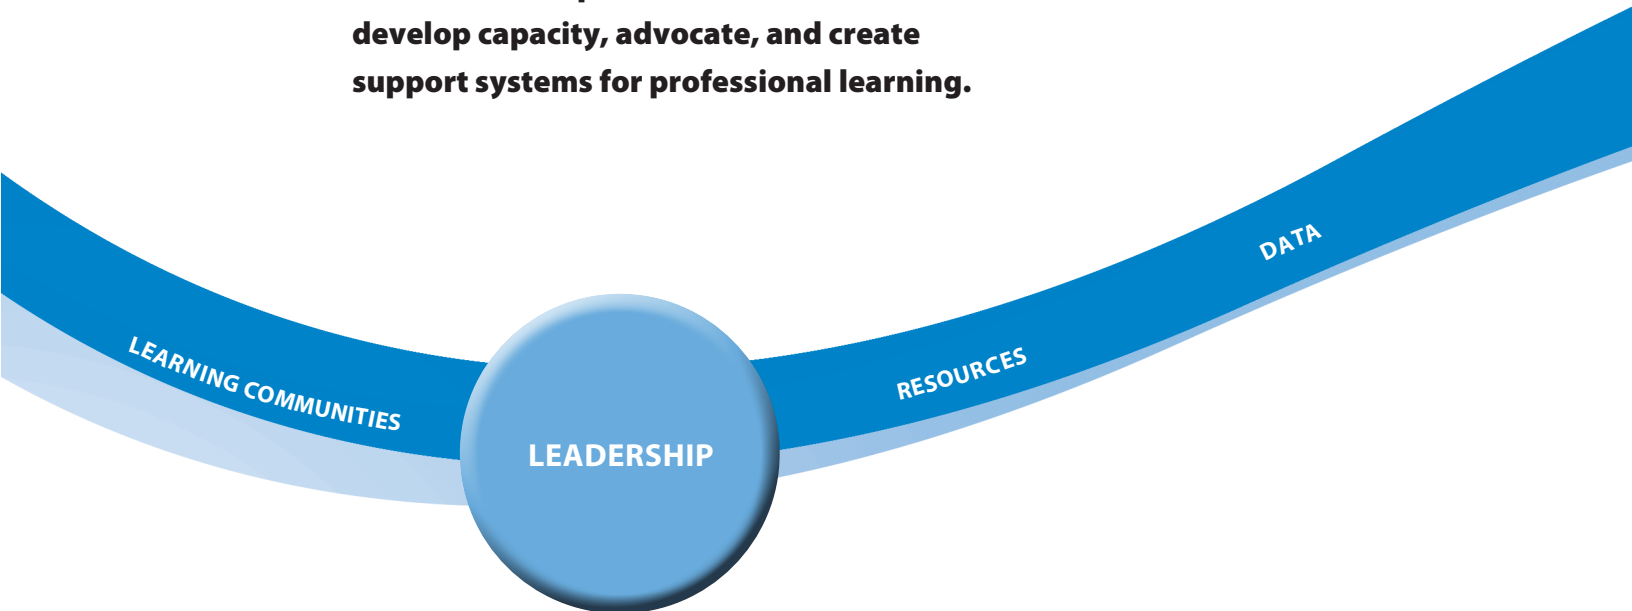 develop capacity, advocate, and create
support systems for professional learning.
LEARNING COMMUNITIES
LEADERSHIP
RESOURCES
DATA